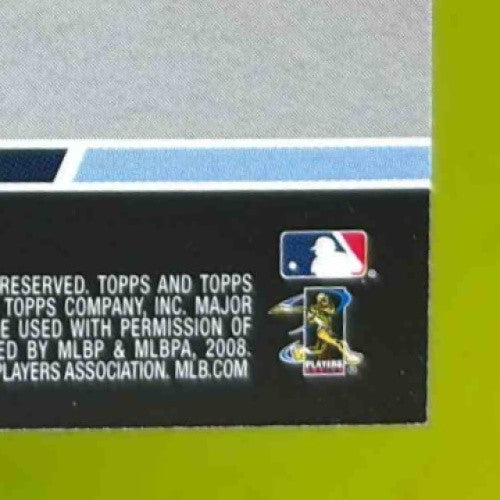 RESERVED. TOPPS AND TOPPS
TOPPS COMPANY, INC. MAJOR
E USED WITH PERMISSION OF
ED BY MLBP & MLBPA, 2008.
PLAYERS ASSOCIATION. MLB.COM
®
PLAYERS
®